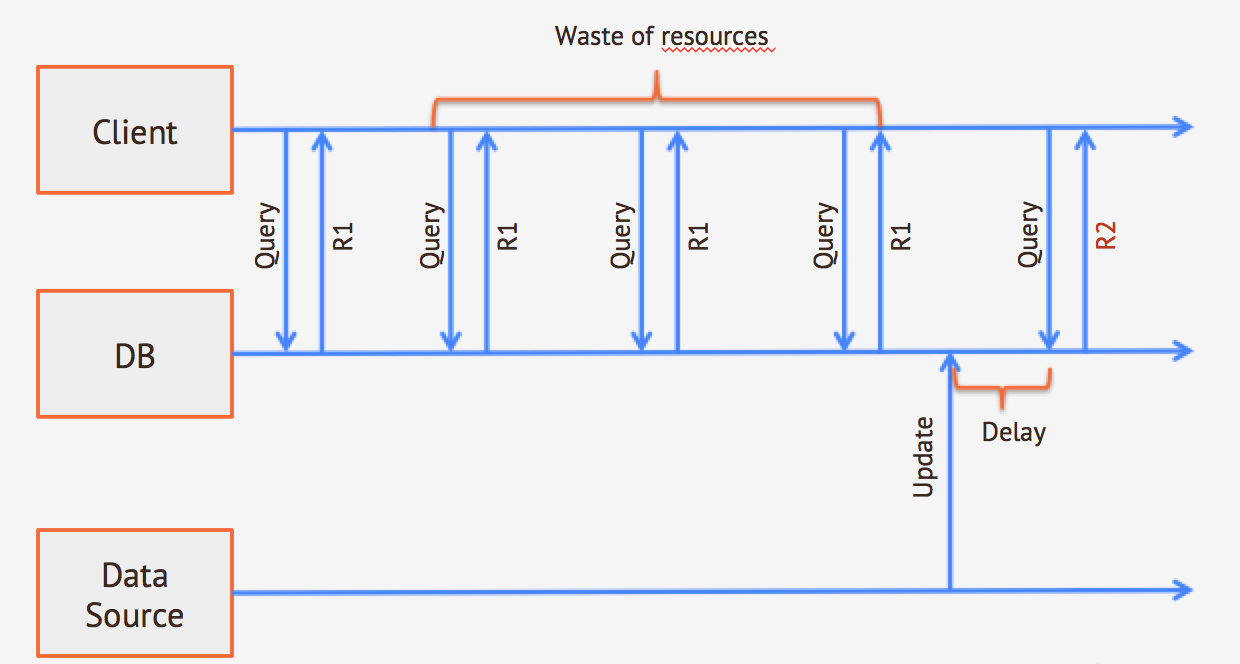 Waste of resources
Client
Query
R1
Query
R1
Query
R1
Query
R1
Query
R2
DB
Update
Delay
Data
Source